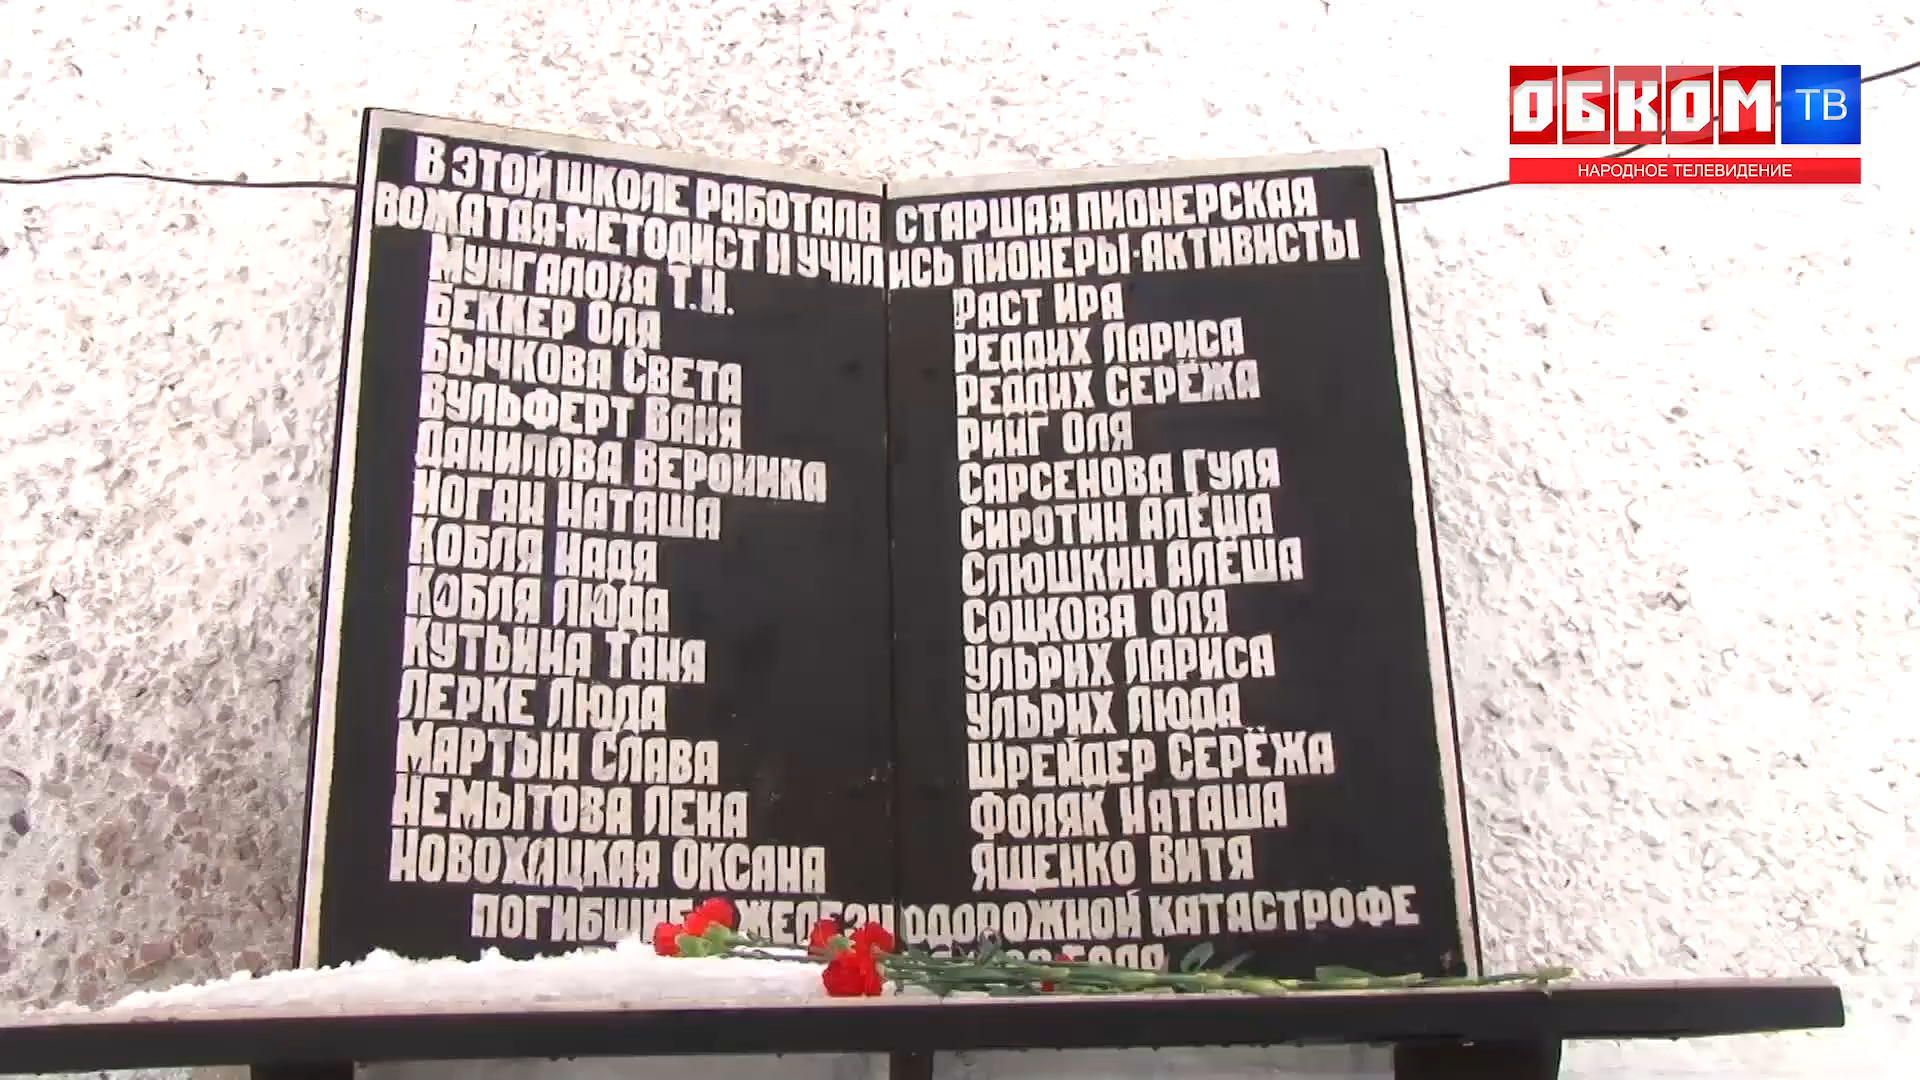 ОБКОМ ТВ
НАРОДНОЕ ТЕЛЕВИДЕНИЕ
В ЭТОЙ ШКОЛЕ РАБОТАЛА СТАРШАЯ ПИОНЕРСКАЯ
ВОЖАТАЯ-МЕТОДИСТ И УЧИЛИСЬ ПИОНЕРЫ-АКТИВИСТЫ
МУНГАЛОВА Т.Н.
БЕККЕР ОЛЯ
БЫЧКОВА СВЕТА
ВУЛЬФЕРТ ВАНЯ
ДАНИЛОВА ВЕРОНИКА
ИОГАН НАТАША
КОБЛЯ НАДЯ
КОБЛЯ ЛЮДА
КУТЬИНА ТАНЯ
ЛЕРКЕ ЛЮДА
МАРТЫН СЛАВА
НЕМЫТОВА ЛЕНА
НОВОХАЦКАЯ ОКСАНА
РАСТ ИРА
РЕДДИХ ЛАРИСА
РЕДДИХ СЕРЁЖА
РИНГ ОЛЯ
САРСЕНОВА ГУЛЯ
СИРОТИН АЛЁША
СЛЮШКИН АЛЁША
СОЦКОВА ОЛЯ
УЛЬРИХ ЛАРИСА
УЛЬРИХ ЛЮДА
ШРЕЙДЕР СЕРЁЖА
ФОЛЯК НАТАША
ЯЩЕНКО ВИТЯ
ПОГИБШИЕ ЖЕЛЕЗНОДОРОЖНОЙ КАТАСТРОФЕ
ГОДА